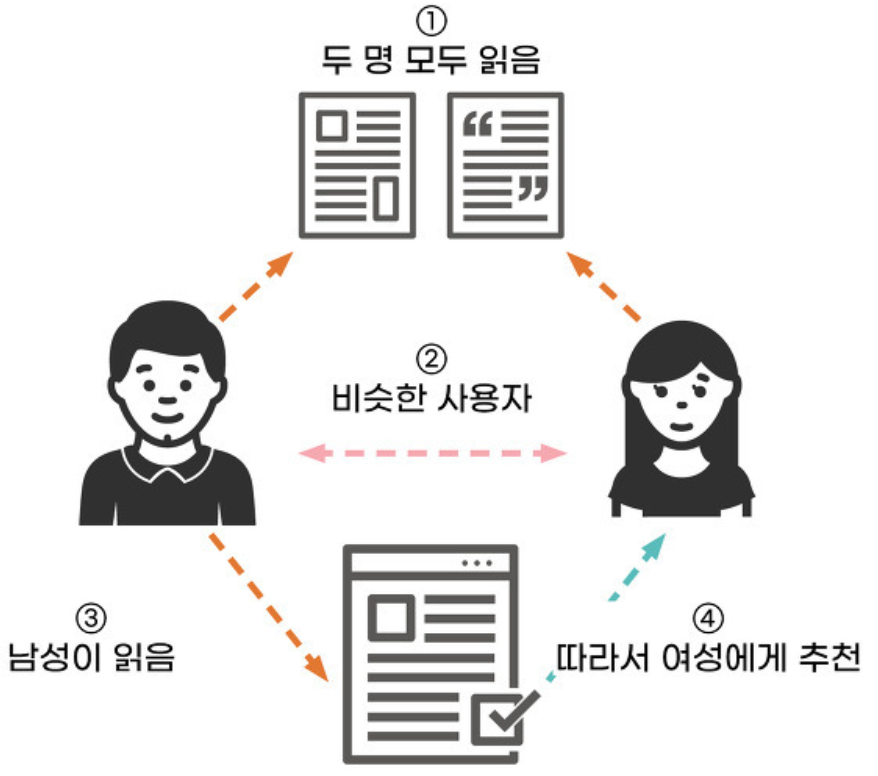 ①
두 명 모두 읽음
②
비슷한 사용자
③
남성이 읽음
④
따라서 여성에게 추천